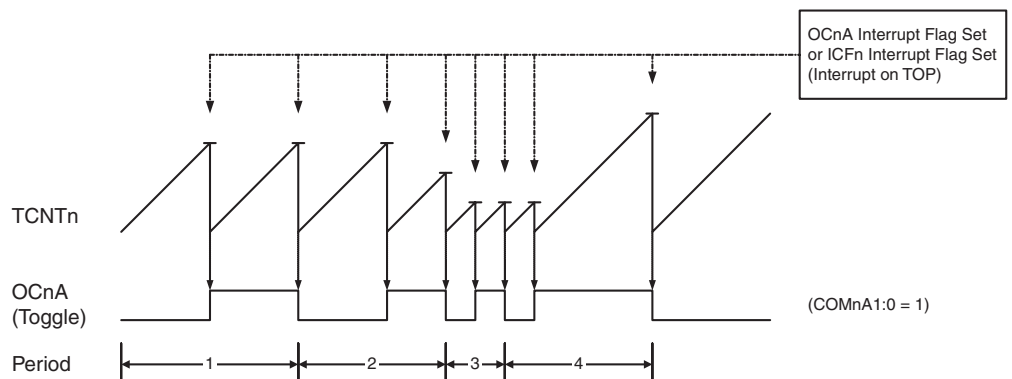 OCnA Interrupt Flag Set
or ICFn Interrupt Flag Set
(Interrupt on TOP)
TCNTn
OCnA
(Toggle)
(COMnA1:0 = 1)
Period
1
2
3
4